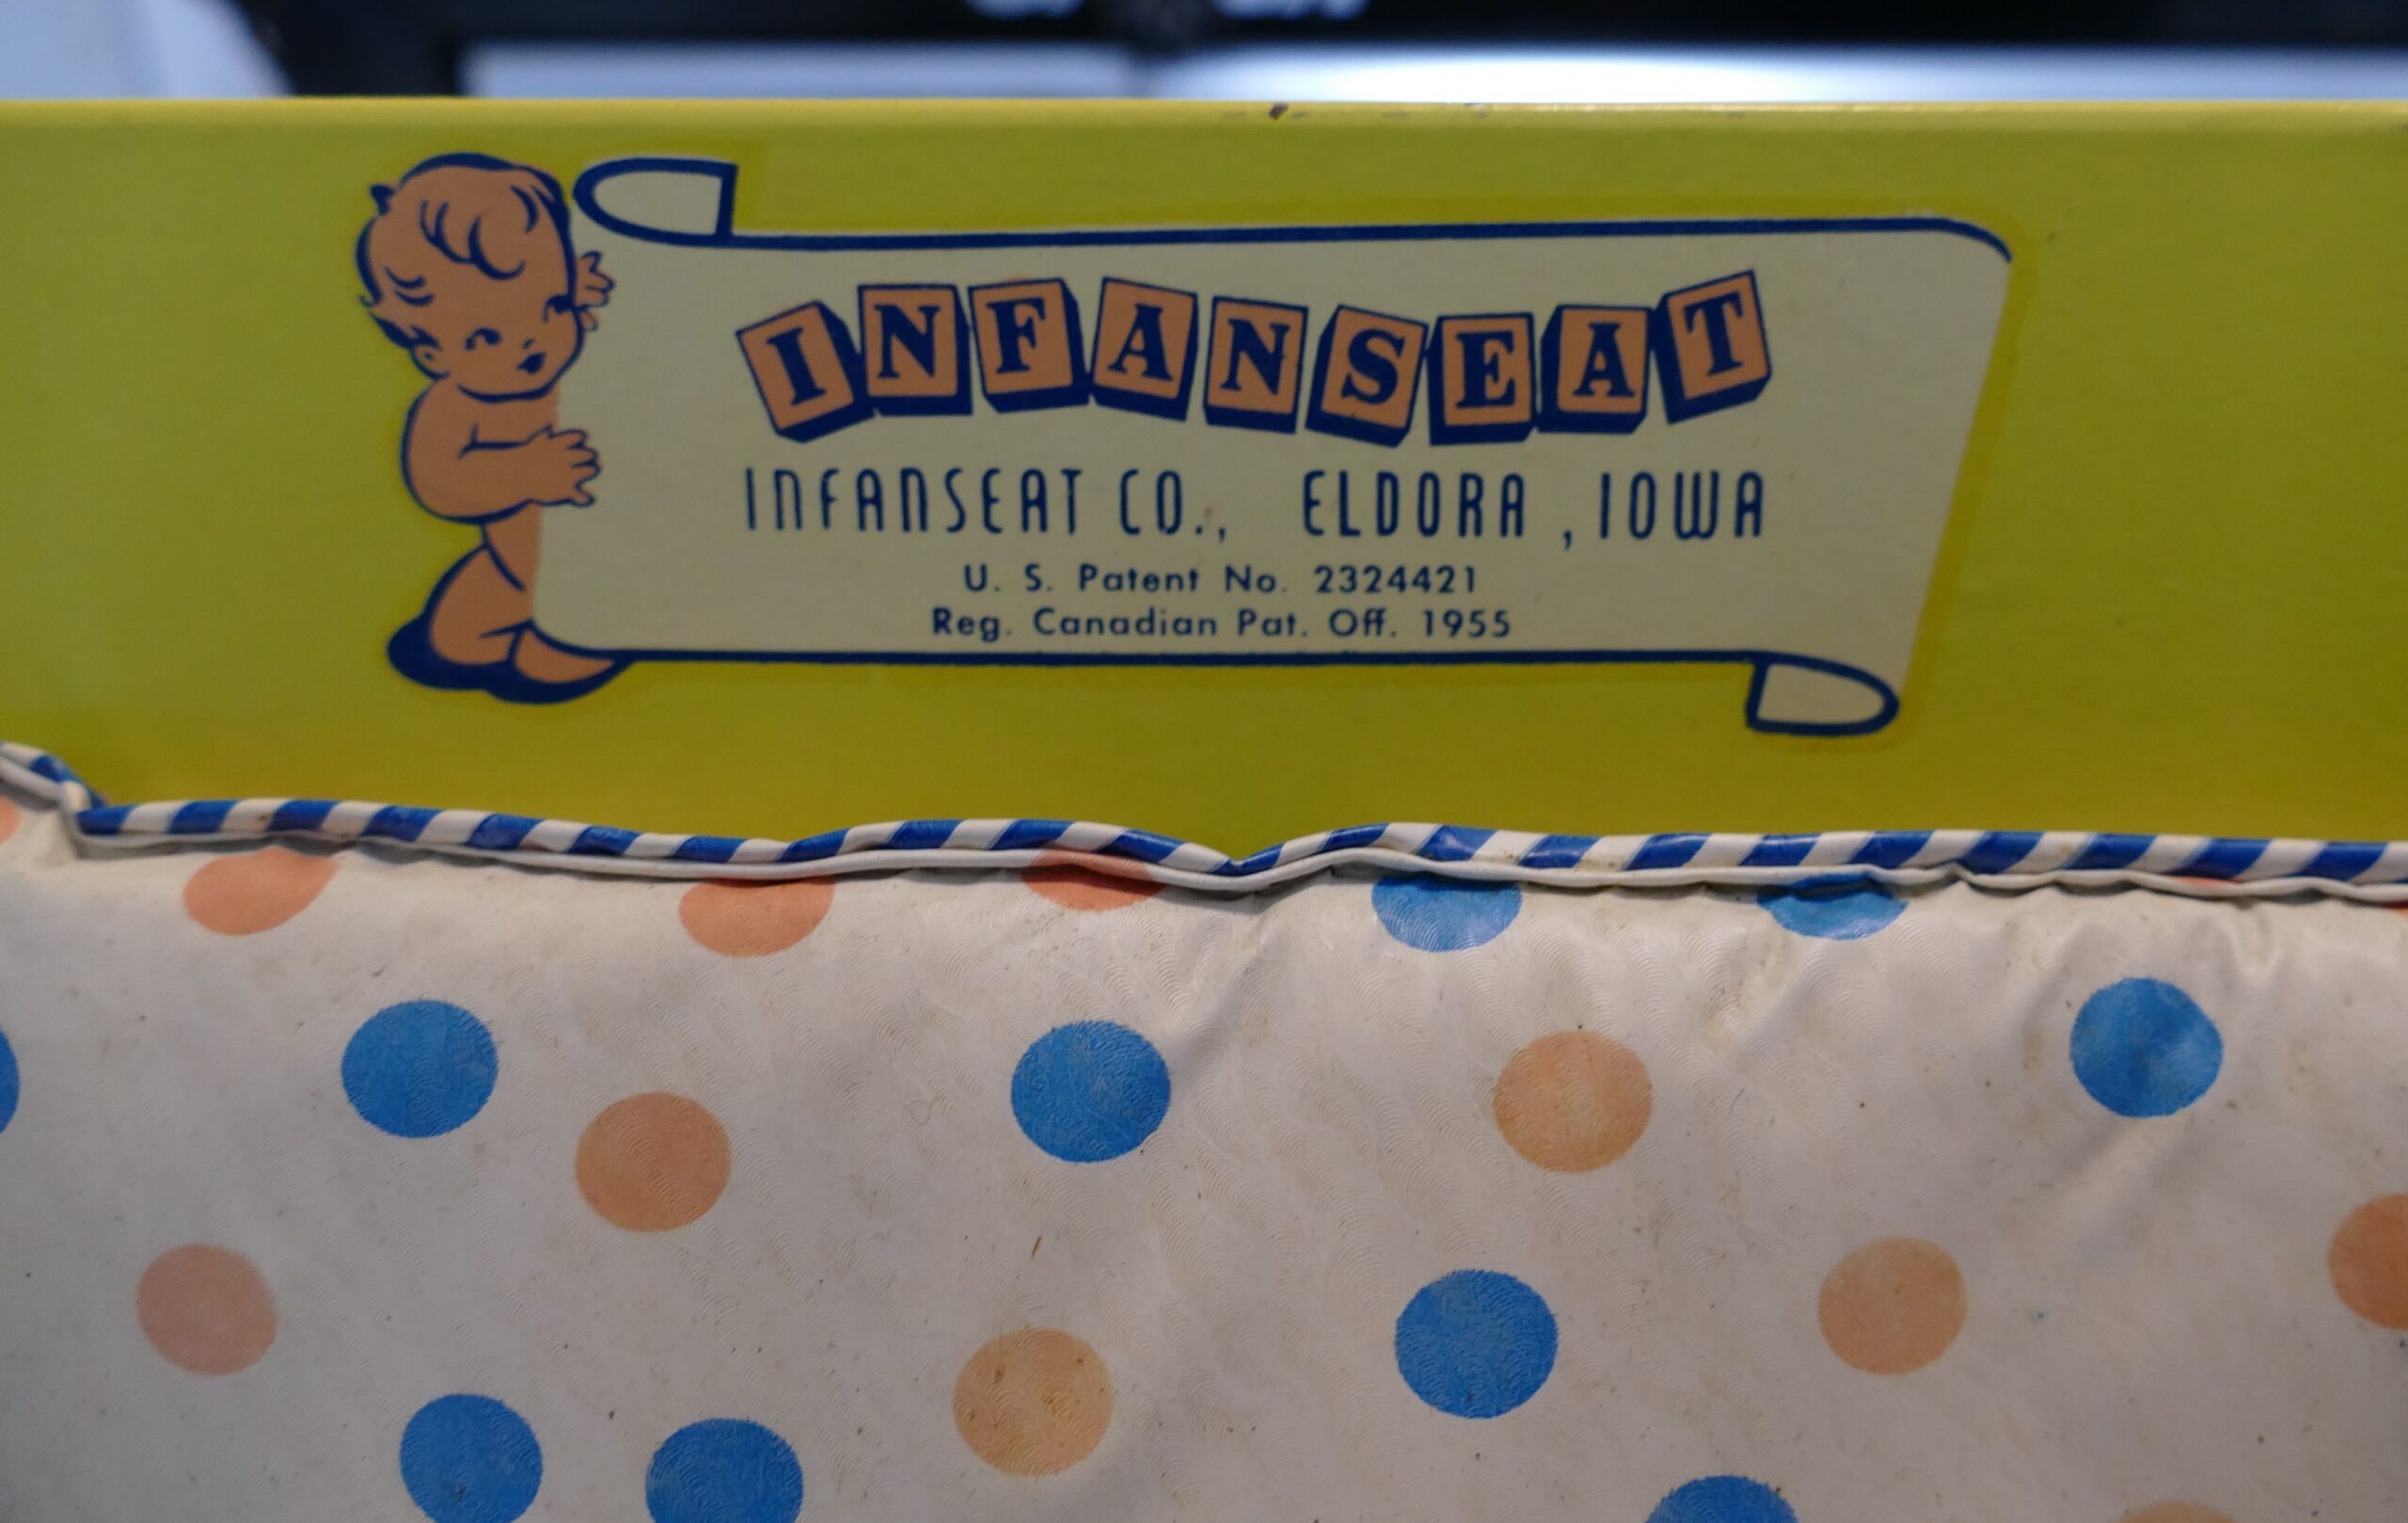 INFANSEAT
INFANSEAT CO., ELDORA , IOWA
U. S. Patent No. 2324421
Reg. Canadian Pat. Off. 1955